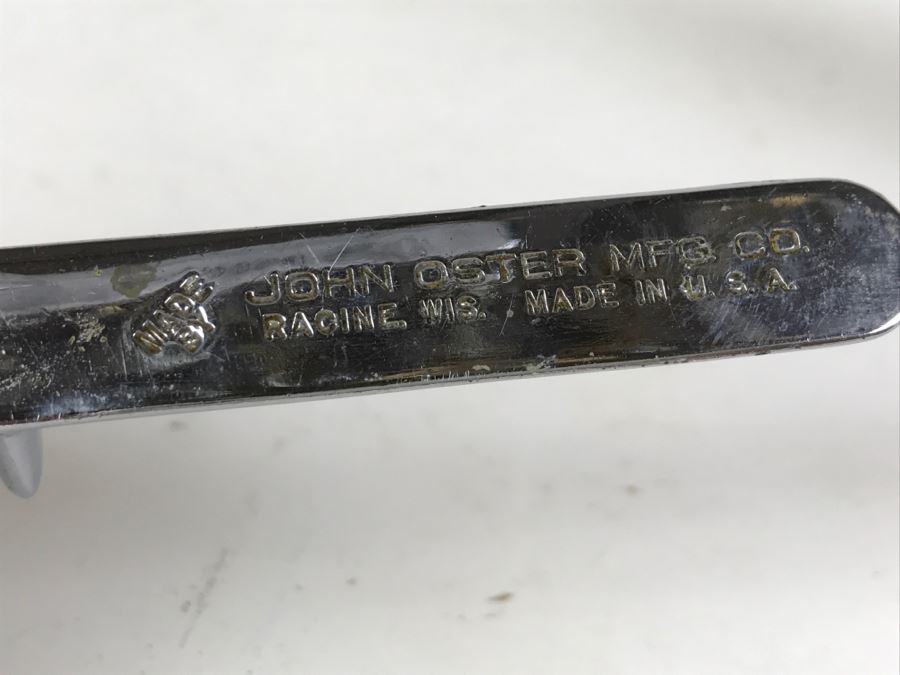 MADE
BY
JOHN OSTER MFG. CO.
RACINE, WIS. MADE IN U.S.A.